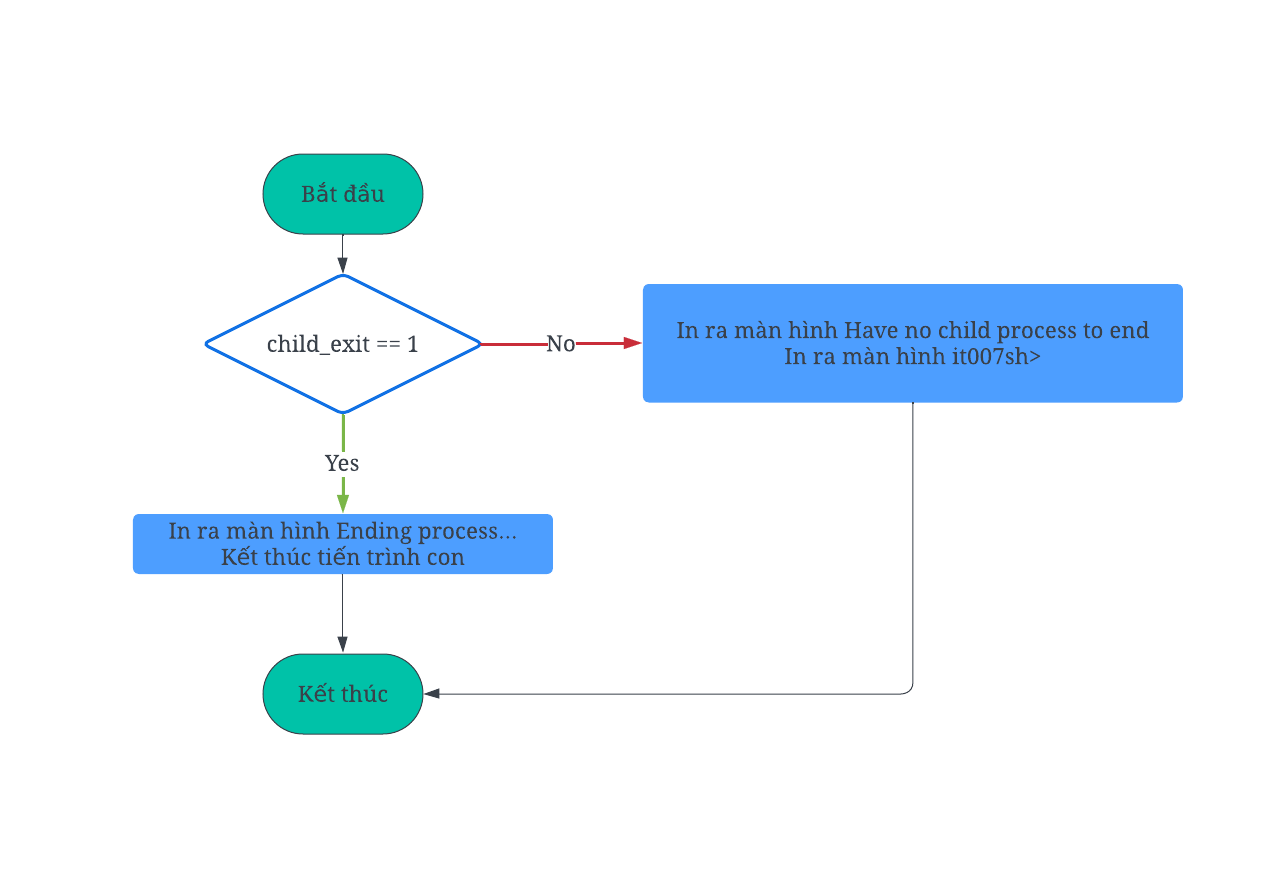 Bắt đầu
child_exit == 1
No
In ra màn hình Have no child process to end
In ra màn hình it007sh>
Yes
In ra màn hình Ending process...
Kết thúc tiến trình con
Kết thúc